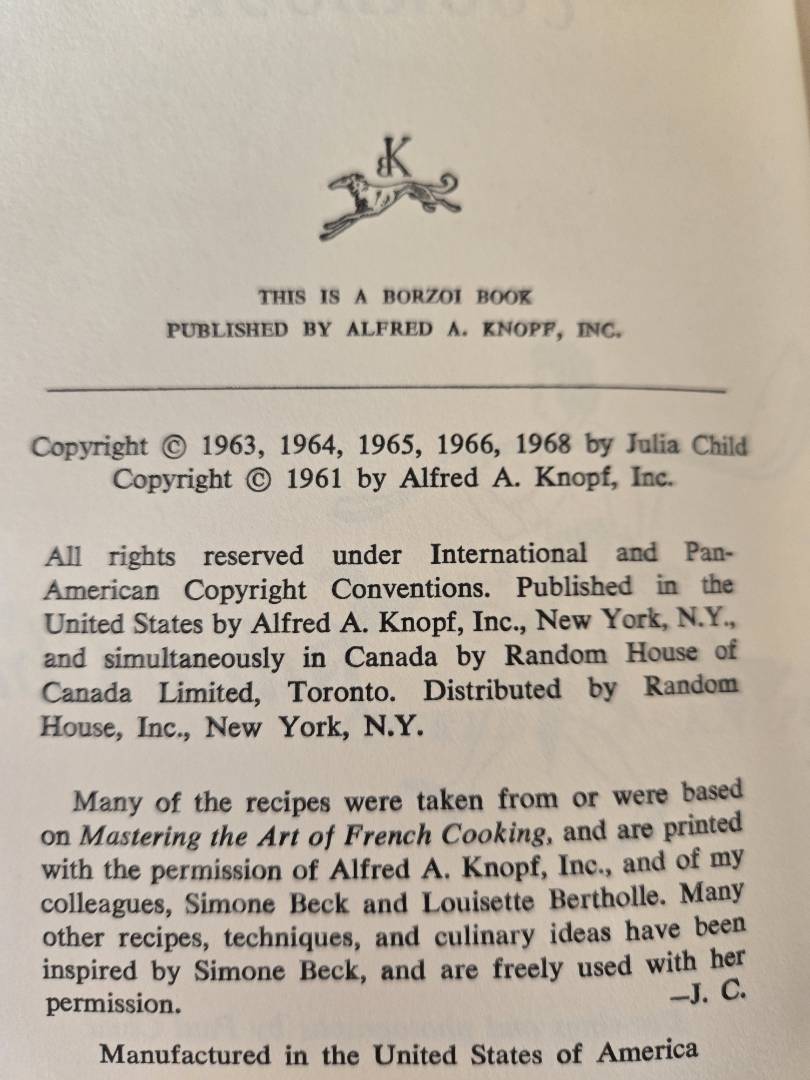 BK
THIS IS A BORZOI BOOK
PUBLISHED BY ALFRED A. KNOPF, INC.
Copyright © 1963, 1964, 1965, 1966, 1968 by Julia Child
Copyright © 1961 by Alfred A. Knopf, Inc.
All rights reserved under International and Pan-
American Copyright Conventions. Published in the
United States by Alfred A. Knopf, Inc., New York, N.Y.,
and simultaneously in Canada by Random House of
Canada Limited, Toronto. Distributed by Random
House, Inc., New York, N.Y.
Many of the recipes were taken from or were based
on Mastering the Art of French Cooking, and are printed
with the permission of Alfred A. Knopf, Inc., and of my
colleagues, Simone Beck and Louisette Bertholle. Many
other recipes, techniques, and culinary ideas have been
inspired by Simone Beck, and are freely used with her
permission. —J. C.
Manufactured in the United States of America